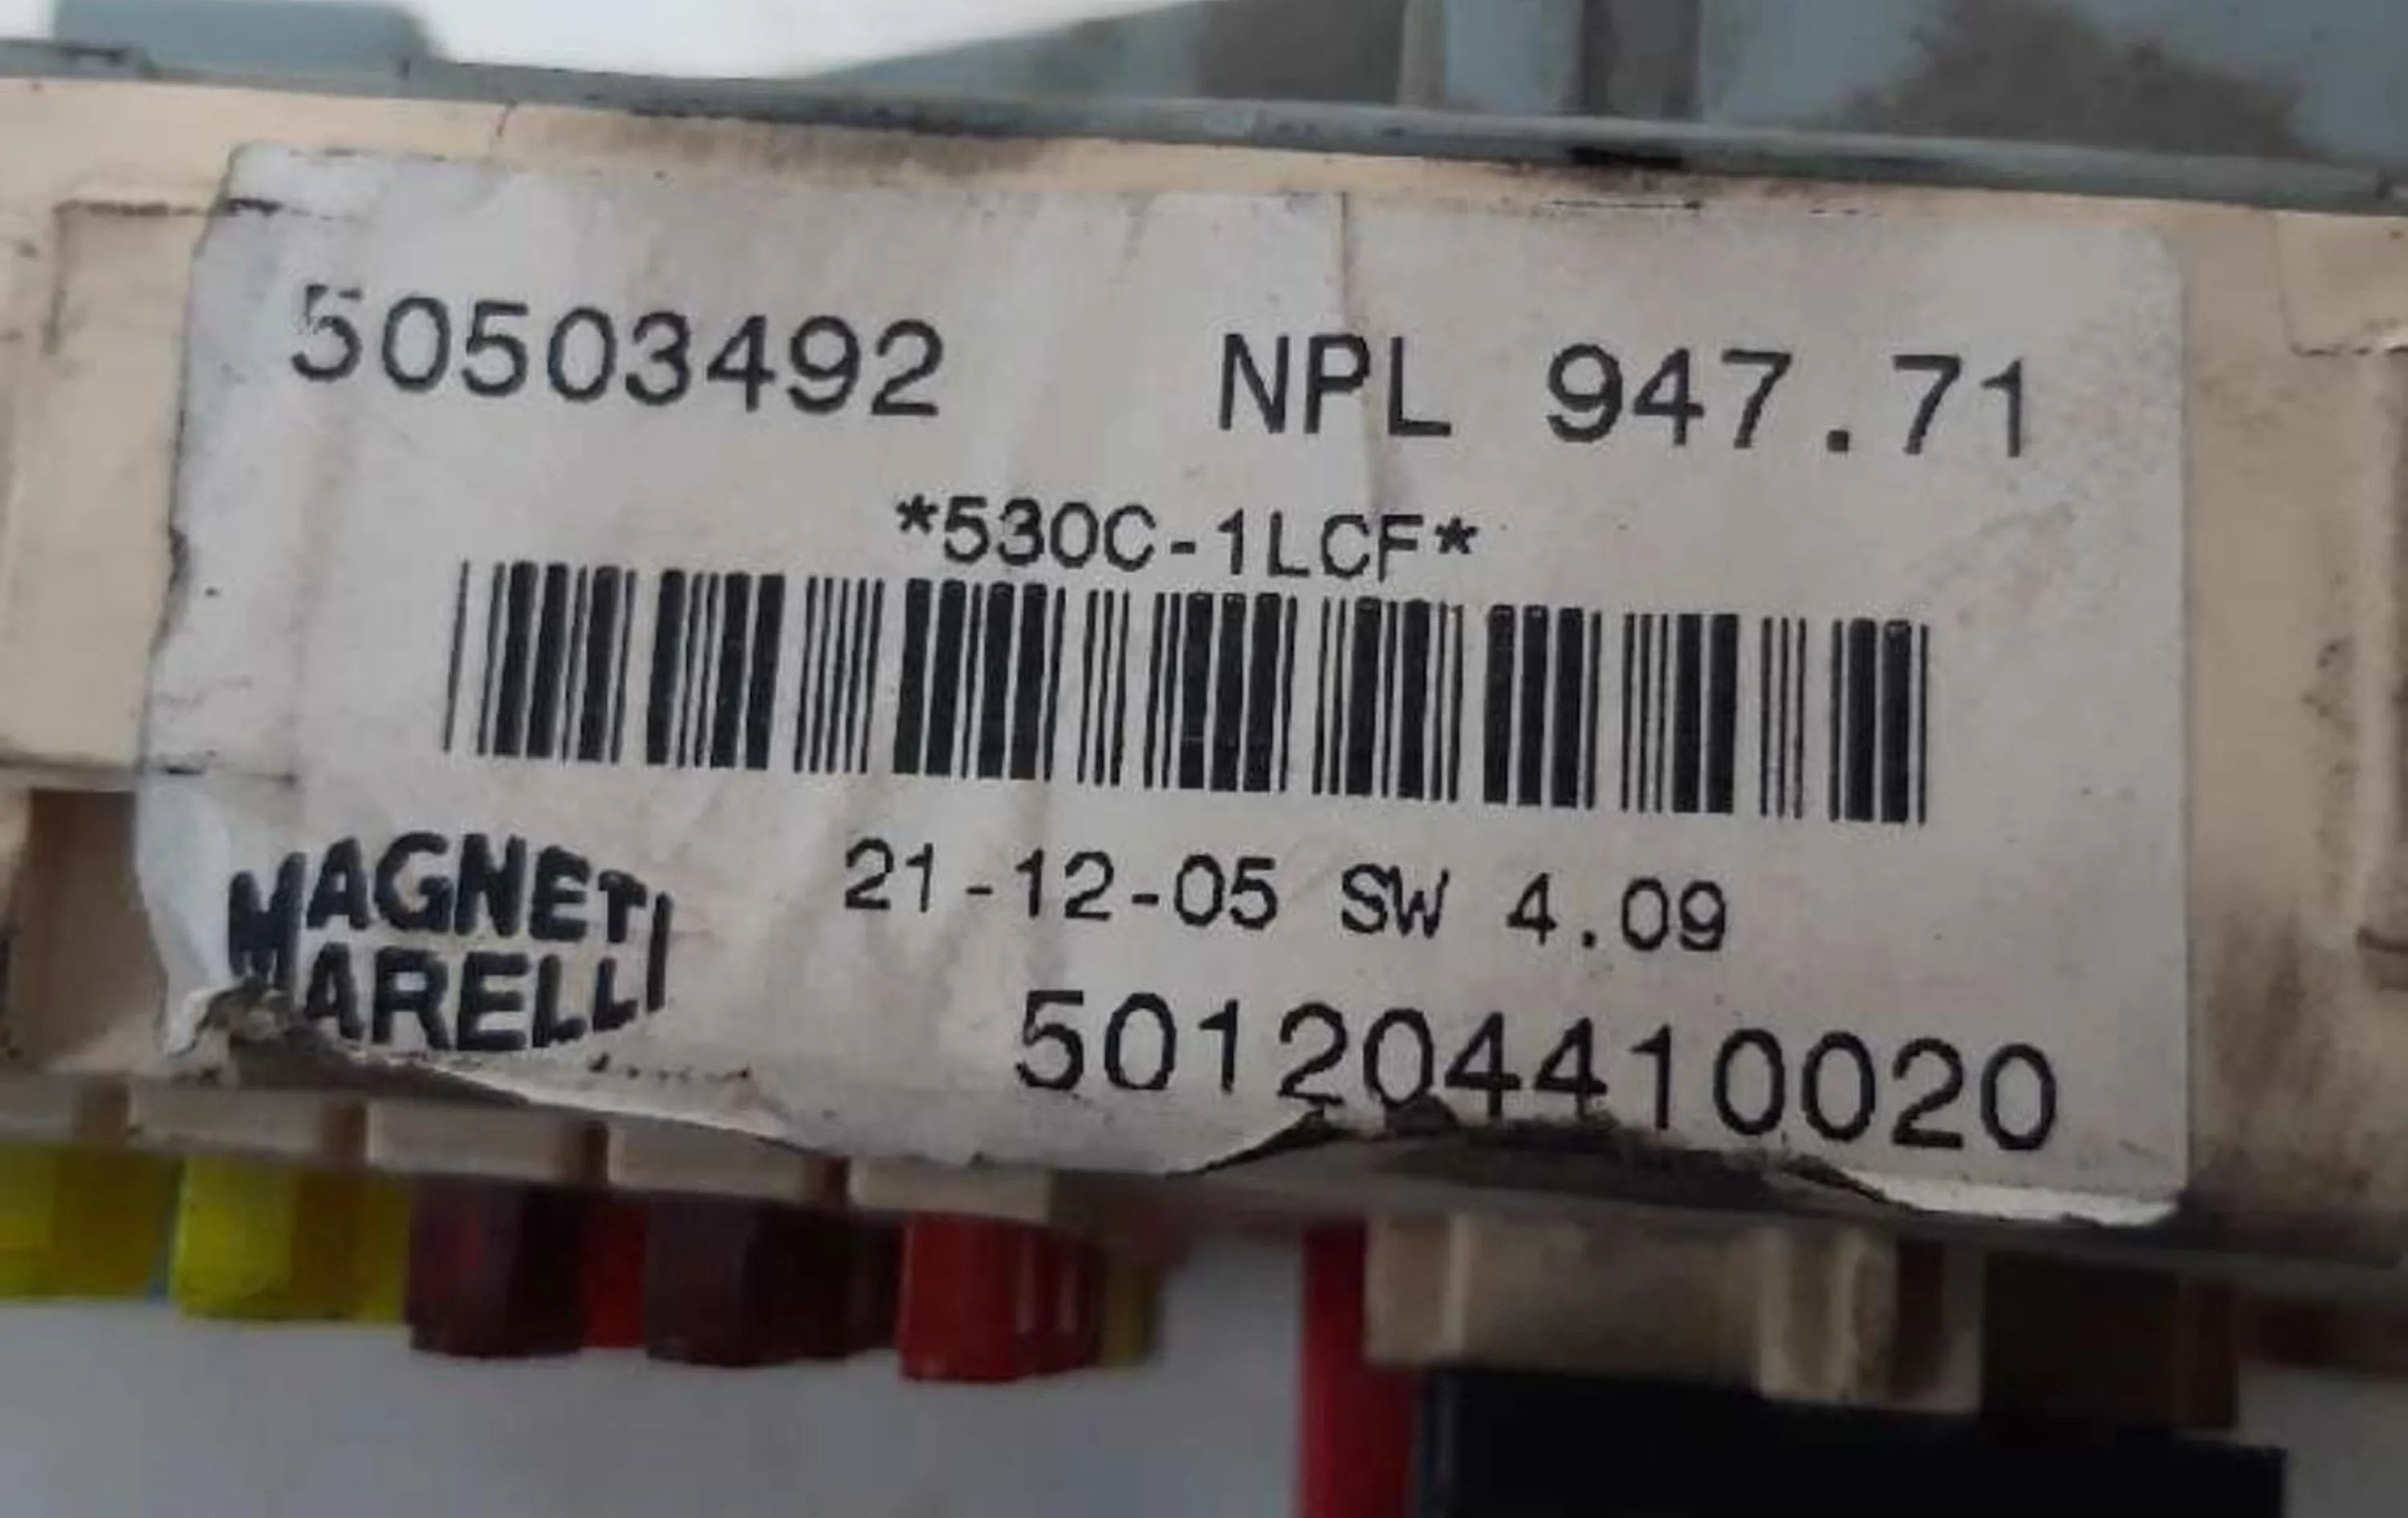 50503492 NPL 947.71
*530C-1LCF*
MAGNETI
MARELLI
21-12-05 SW 4.09
501204410020